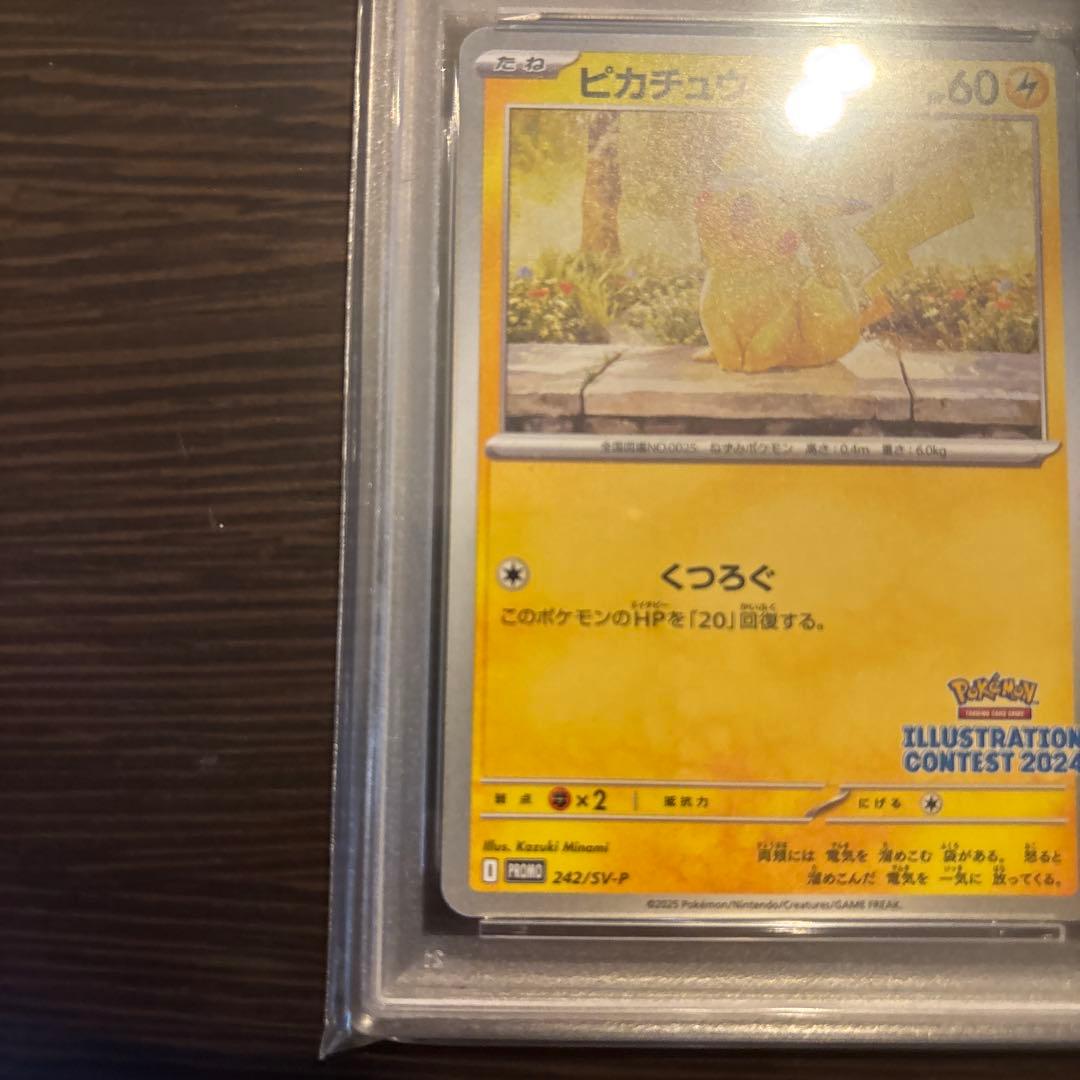 たね
ピカチュウ
HP60
全国図鑑NO.0025 ねずみポケモン 高さ:0.4m 重さ:6.0kg
くつろぐ
このポケモンのHPを「20」回復する。
POKÉMON
TRADING CARD GAME
ILLUSTRATION
CONTEST 2024
弱点 ×2 抵抗力 にげる
Illus. Kazuki Minami
両頬には 電気を 溜めこむ 袋がある。 怒ると
溜めこんだ 電気を 一気に 放ってくる。
I PROMO 242/SV-P
©2025 Pokémon/Nintendo/Creatures/GAME FREAK.